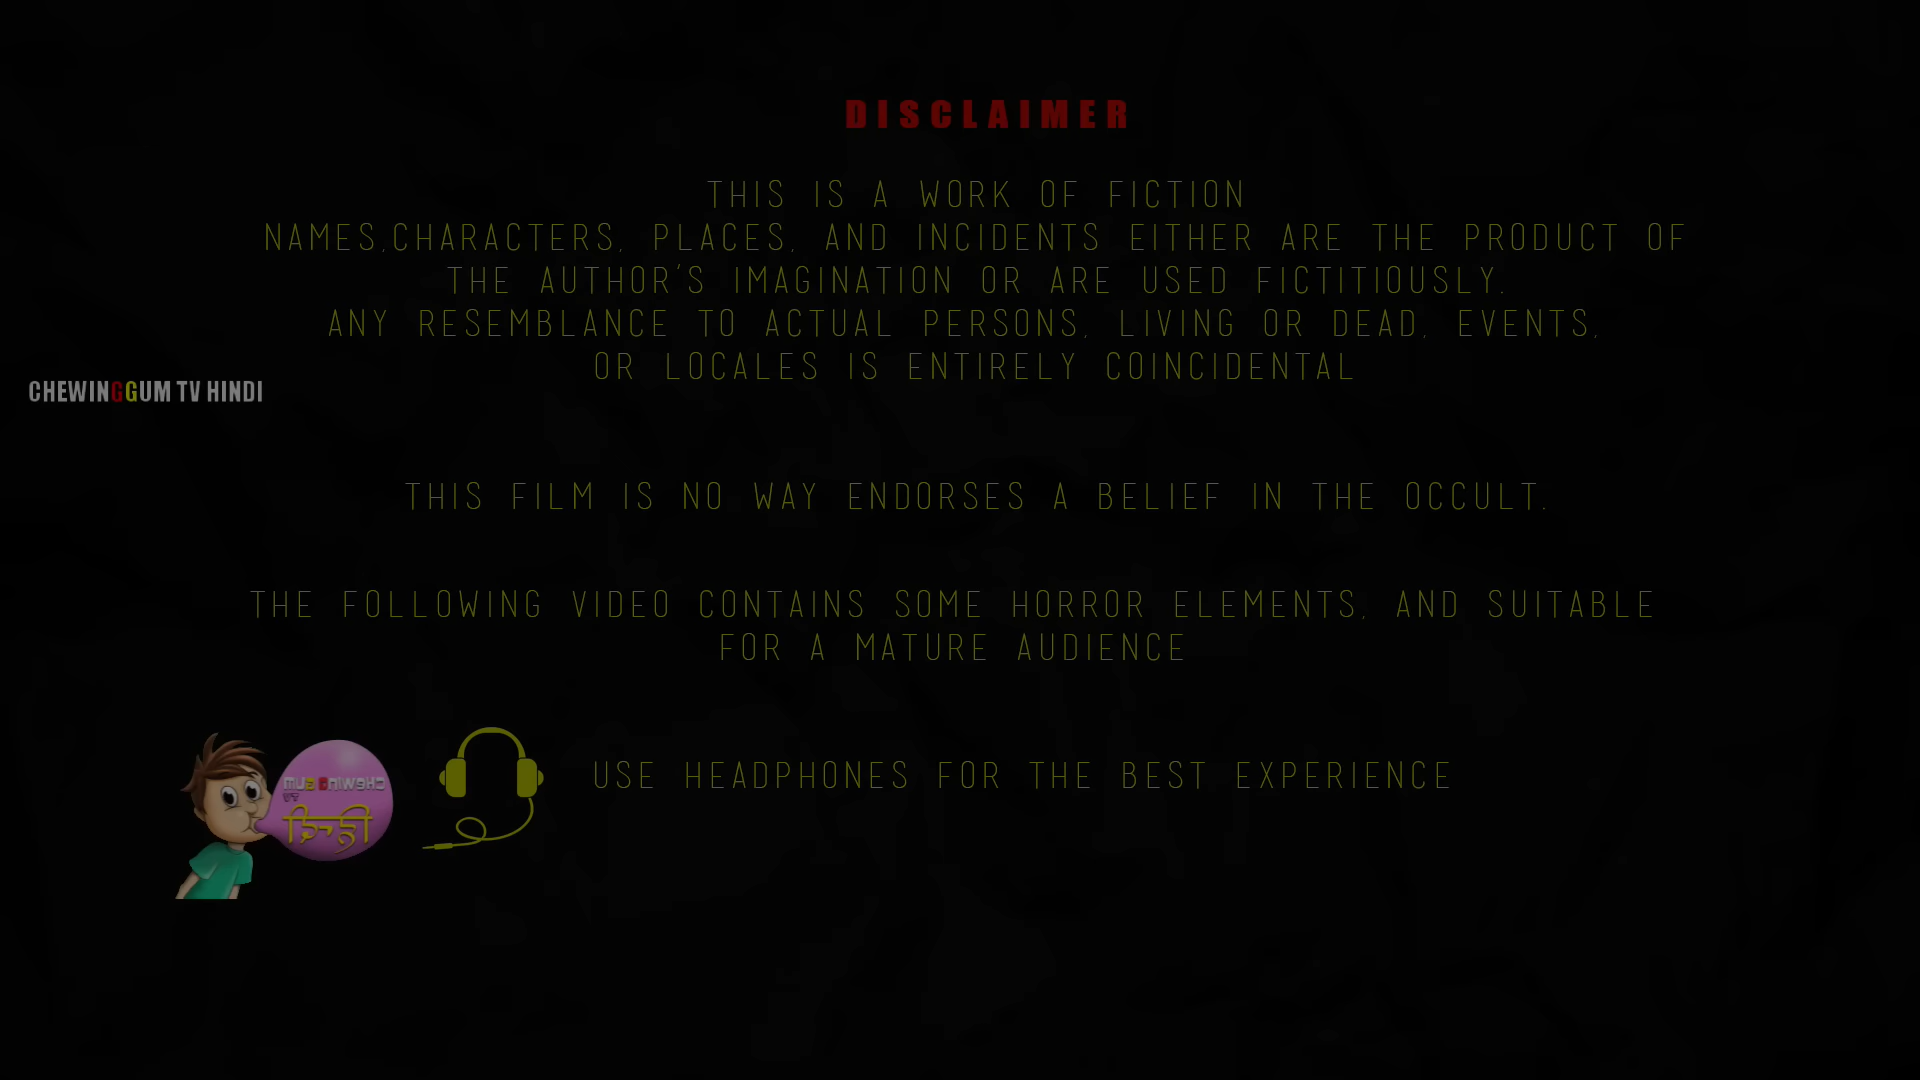 DISCLAIMER
THIS IS A WORK OF FICTION
NAMES,CHARACTERS, PLACES, AND INCIDENTS EITHER ARE THE PRODUCT OF
THE AUTHOR'S IMAGINATION OR ARE USED FICTITIOUSLY.
ANY RESEMBLANCE TO ACTUAL PERSONS, LIVING OR DEAD, EVENTS,
OR LOCALES IS ENTIRELY COINCIDENTAL
CHEWINGGUM TV HINDI
THIS FILM IS NO WAY ENDORSES A BELIEF IN THE OCCULT.
THE FOLLOWING VIDEO CONTAINS SOME HORROR ELEMENTS, AND SUITABLE
FOR A MATURE AUDIENCE
CHEWING GUM
TV
हिन्दी
USE HEADPHONES FOR THE BEST EXPERIENCE